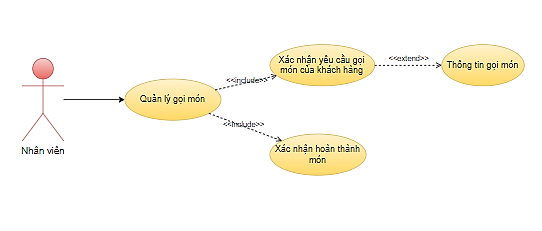 Xác nhận yêu cầu gọi
món của khách hàng
<<extend>>
Thông tin gọi món
<<include>>
Quản lý gọi món
<<include>>
Nhân viên
Xác nhận hoàn thành
món